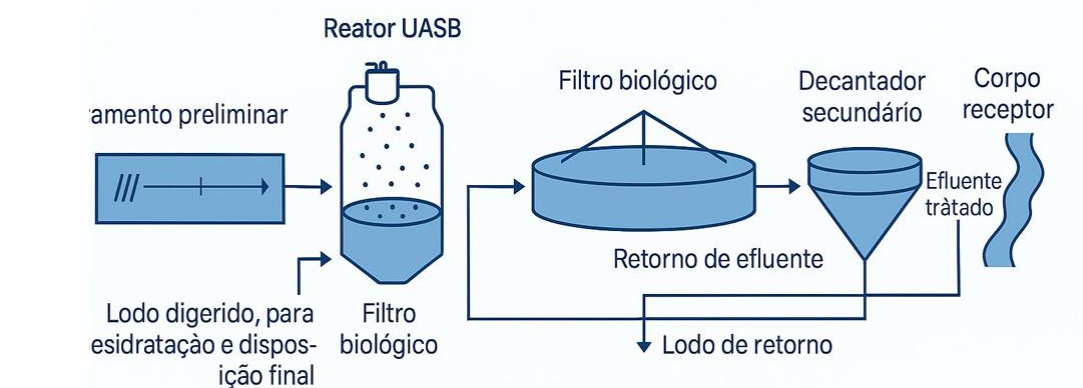 Reator UASB
ramento preliminar
Filtro biológico
Decantador
secundário
Corpo
receptor
Efluente
tràtado
Retorno de efluente
Lodo digerido, para
esidratação e dispos-
ição final
Filtro
biológico
Lodo de retorno